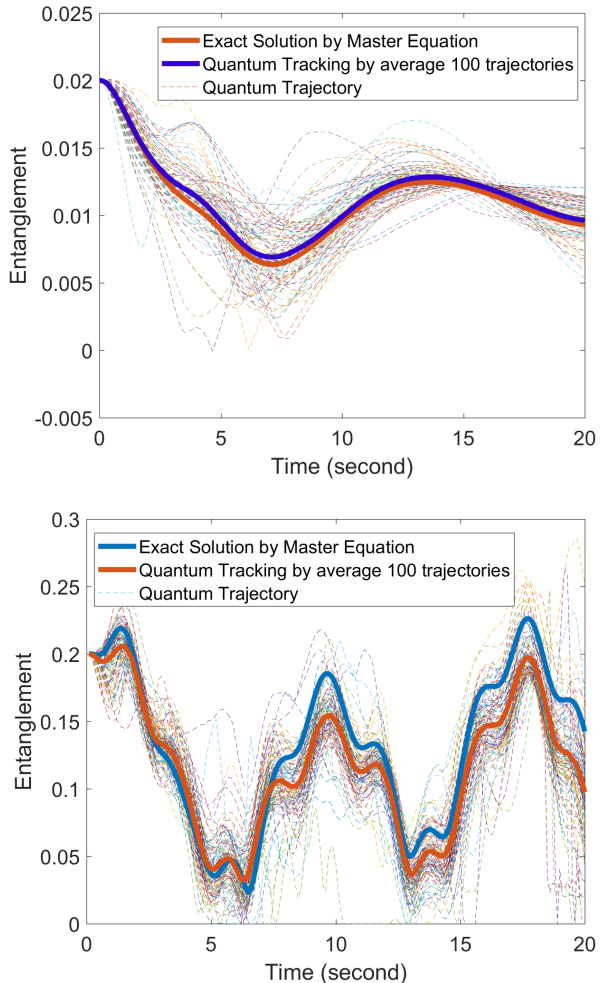 0.025
0.02
0.015
0.01
0.005
0
-0.005
Entanglement
Exact Solution by Master Equation
Quantum Tracking by average 100 trajectories
Quantum Trajectory
0 5 10 15 20
Time (second)
0.3
0.25
0.2
0.15
0.1
0.05
0
Entanglement
Exact Solution by Master Equation
Quantum Tracking by average 100 trajectories
Quantum Trajectory
0 5 10 15 20
Time (second)